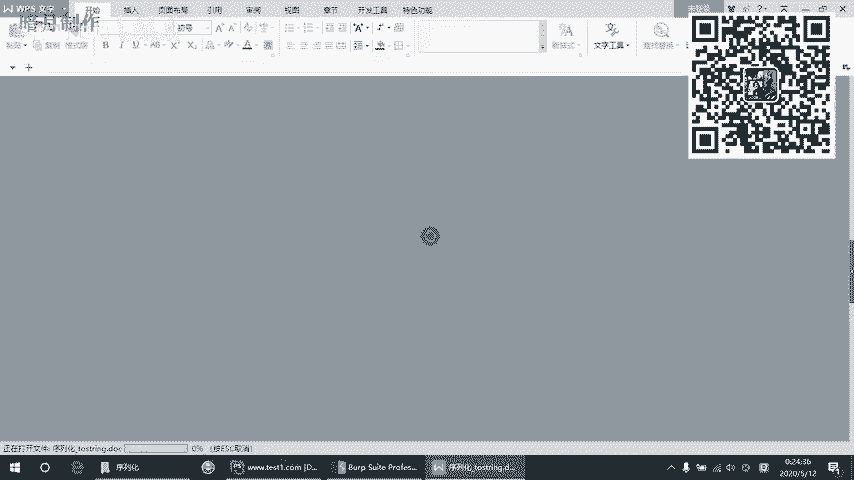 WPS 文字
开始 插入 页面布局 引用 审阅 视图 章节 开发工具 特色功能
暗月制作
未登录
粘贴 复制 格式刷
初号
B I U AB X² X₂
新样式 文字工具 查找替换
正在打开文件: 序列化_tostring.doc 0% (按ESC取消)
序列化
www.test1.com [D...
Burp Suite Profes...
序列化_tostring.d...
0:24:36
2020/5/12